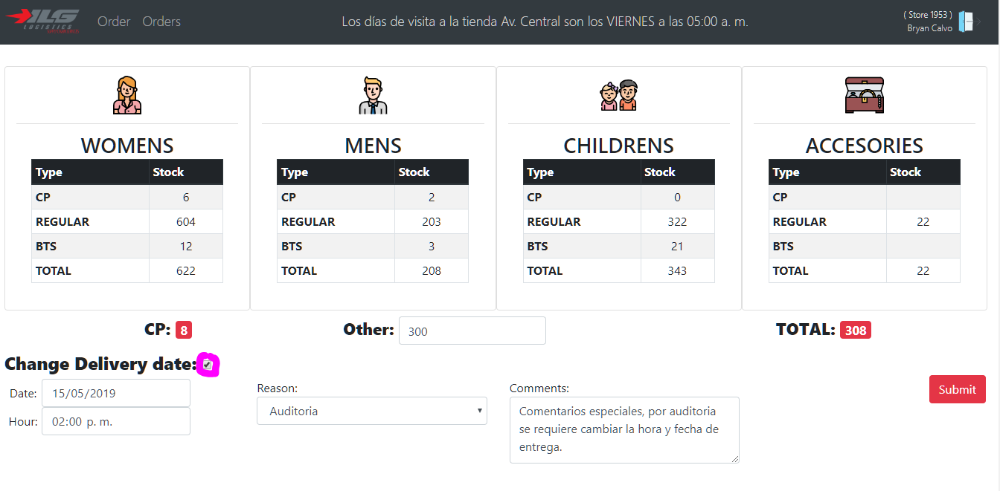 ILG
LOGISTICS
Order Orders
Los días de visita a la tienda Av. Central son los VIERNES a las 05:00 a. m.
( Store 1953 )
Bryan Calvo
WOMENS
Type Stock
CP 6
REGULAR 604
BTS 12
TOTAL 622
MENS
Type Stock
CP 2
REGULAR 203
BTS 3
TOTAL 208
CHILDRENS
Type Stock
CP 0
REGULAR 322
BTS 21
TOTAL 343
ACCESORIES
Type Stock
CP
REGULAR 22
BTS
TOTAL 22
CP: 8
Other: 300
TOTAL: 308
Change Delivery date:
Date: 15/05/2019
Hour: 02:00 p. m.
Reason:
Auditoria
Comments:
Comentarios especiales, por auditoria
se requiere cambiar la hora y fecha de
entrega.
Submit